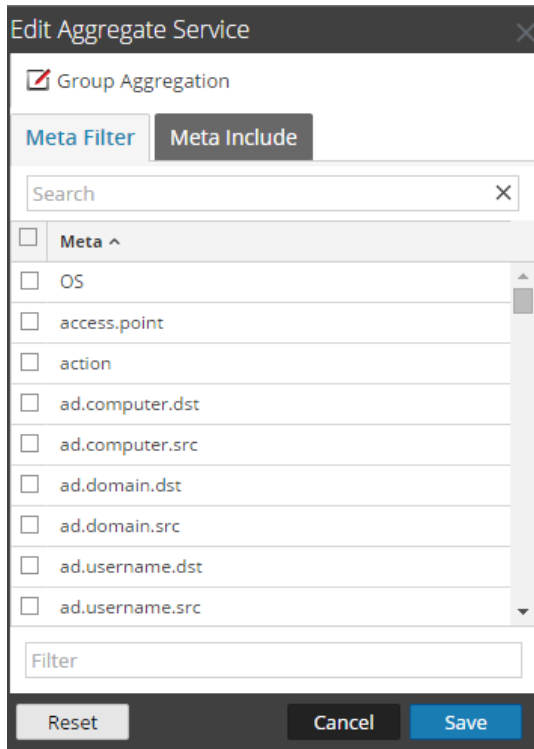 Edit Aggregate Service
Group Aggregation
Meta Filter Meta Include
Search
Meta
OS
access.point
action
ad.computer.dst
ad.computer.src
ad.domain.dst
ad.domain.src
ad.username.dst
ad.username.src
Filter
Reset Cancel Save